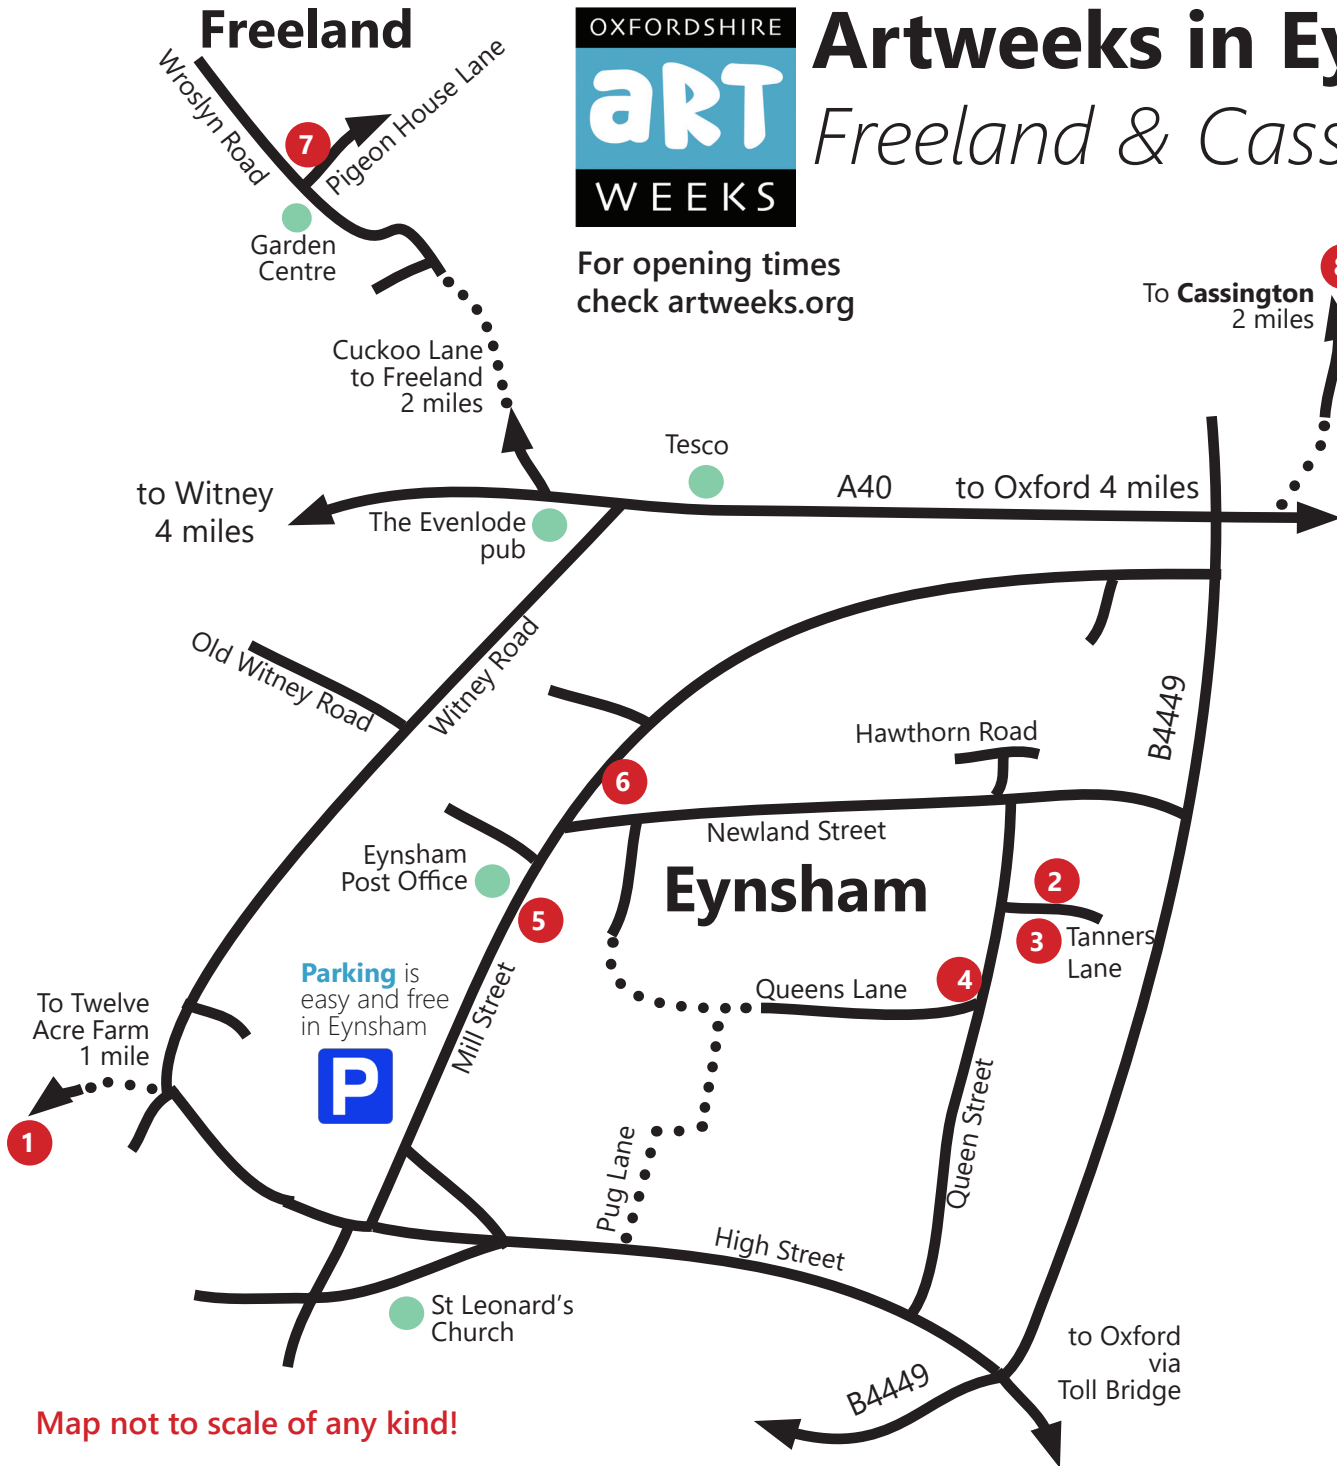 Freeland
OXFORDSHIRE
aRT
WEEKS
Artweeks in Ey
Freeland & Cass
Wroslyn Road
7
Pigeon House Lane
Garden
Centre
For opening times
check artweeks.org
8
To Cassington
2 miles
Cuckoo Lane
to Freeland
2 miles
Tesco
to Witney
4 miles
A40
to Oxford 4 miles
The Evenlode
pub
Old Witney Road
Witney Road
B4449
Hawthorn Road
6
Newland Street
Eynsham
Post Office
Eynsham
2
5
3
Tanners
Lane
4
Queens Lane
Parking is
easy and free
in Eynsham
P
Mill Street
To Twelve
Acre Farm
1 mile
1
Queen Street
Pug Lane
High Street
St Leonard's
Church
to Oxford
via
Toll Bridge
B4449
Map not to scale of any kind!